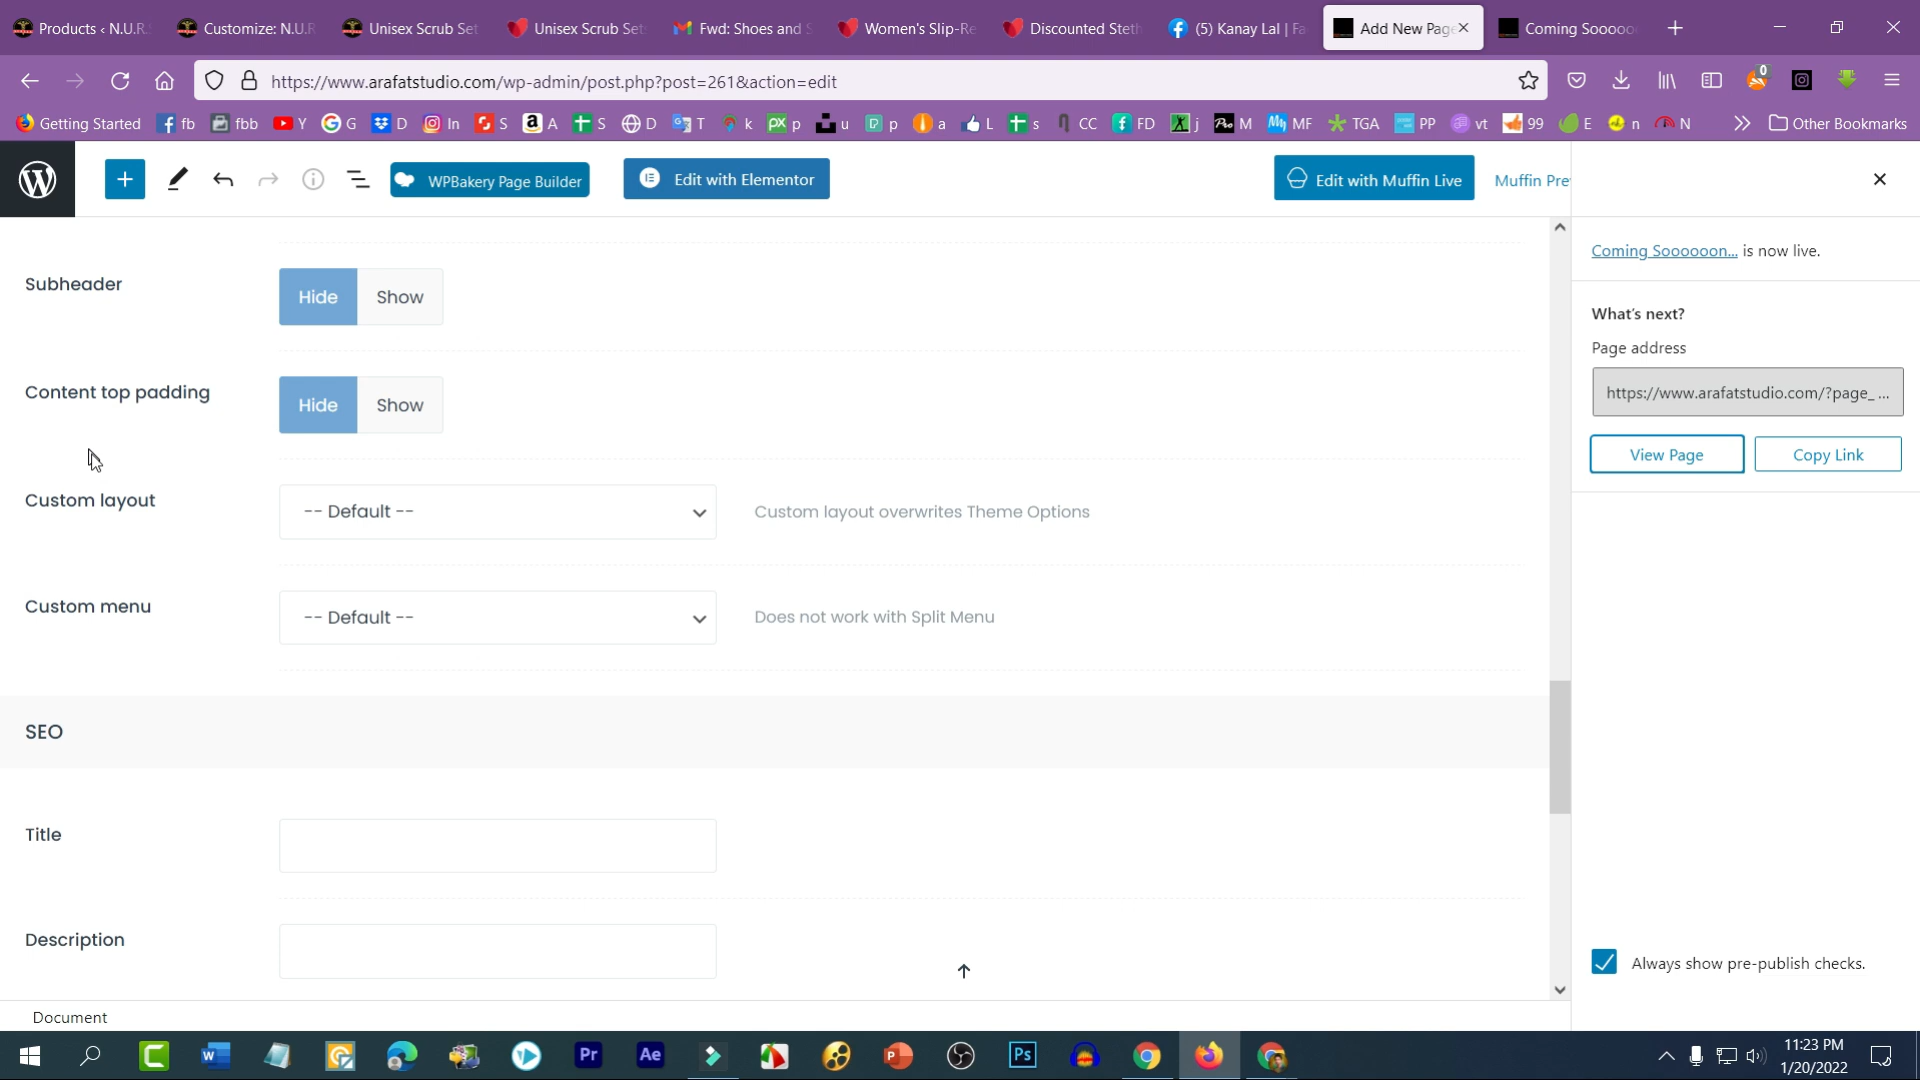 Products ‹ N.U.R.S
Customize: N.U.R
Unisex Scrub Set
Unisex Scrub Set
Fwd: Shoes and S
Women's Slip-Re
Discounted Steth
(5) Kanay Lal | Fa
Add New Page
Coming Sooooo
https://www.arafatstudio.com/wp-admin/post.php?post=261&action=edit
0
Getting Started fb fbb Y G D In S A S D T k p u p a L s CC FD j M MF TGA PP vt 99 E n N Other Bookmarks
WPBakery Page Builder
Edit with Elementor
Edit with Muffin Live
Muffin Pre
Coming Soooooon... is now live.
Subheader
Hide Show
What's next?
Page address
https://www.arafatstudio.com/?page_ ...
Content top padding
Hide Show
View Page
Copy Link
Custom layout
-- Default --
Custom layout overwrites Theme Options
Custom menu
-- Default --
Does not work with Split Menu
SEO
Title
Description
Always show pre-publish checks.
Document
11:23 PM
1/20/2022